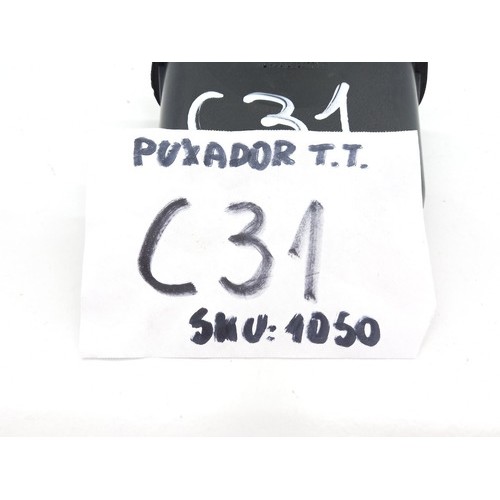 C31
PUXADOR T.T.
C31
SKU: 1050